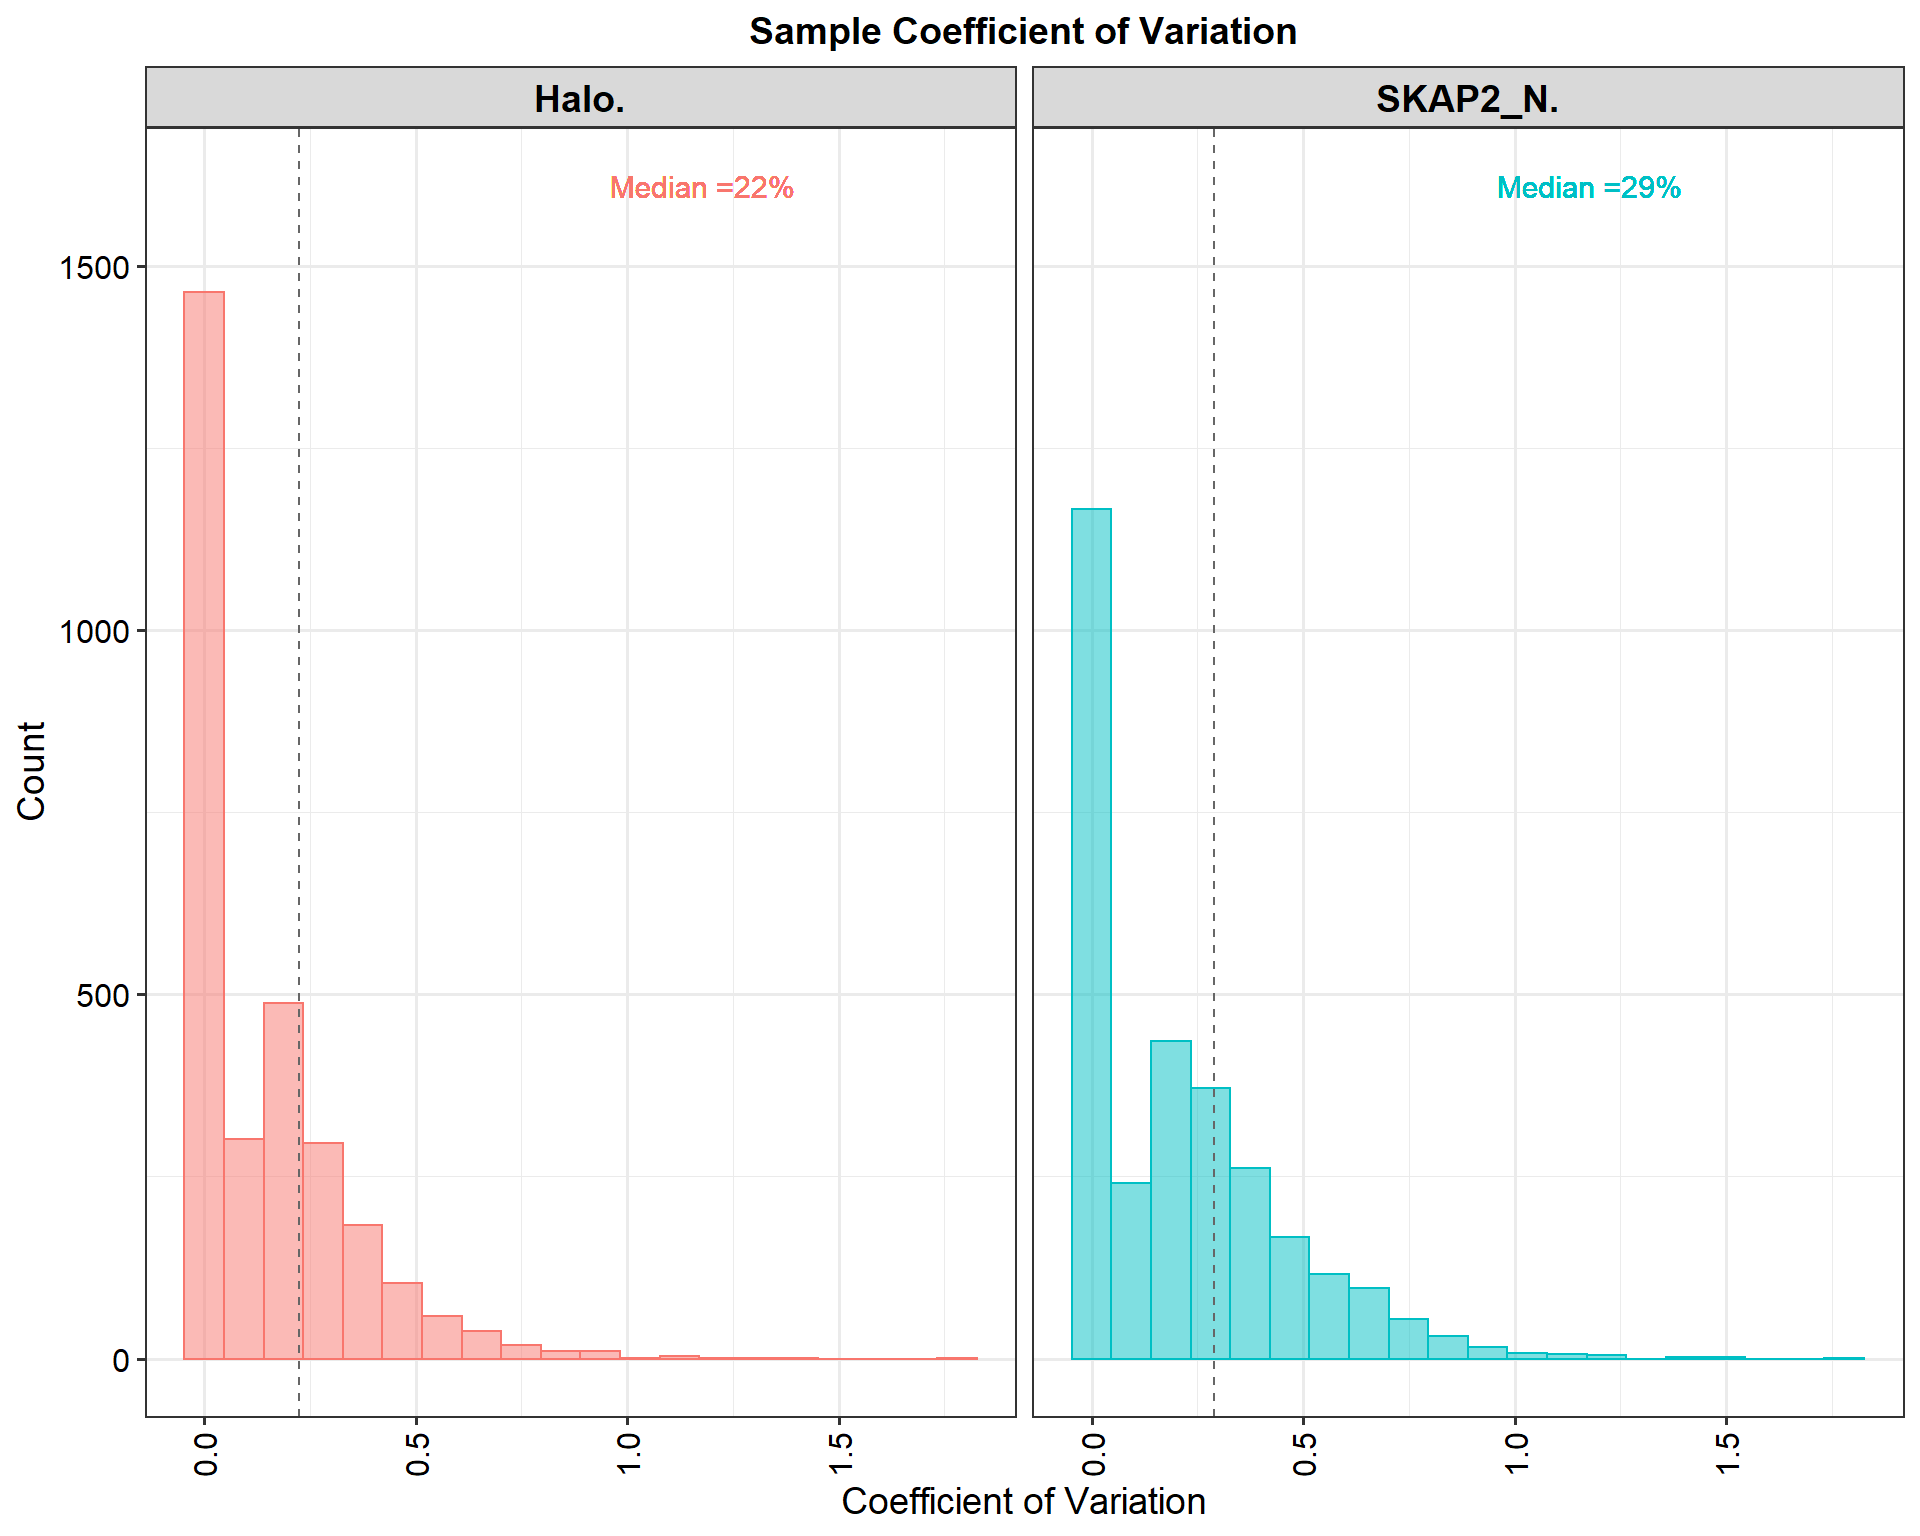 Sample Coefficient of Variation
Halo.
SKAP2_N.
Median =22%
Median =29%
1500
1000
500
0
Count
0.0
0.5
1.0
1.5
0.0
0.5
1.0
1.5
Coefficient of Variation